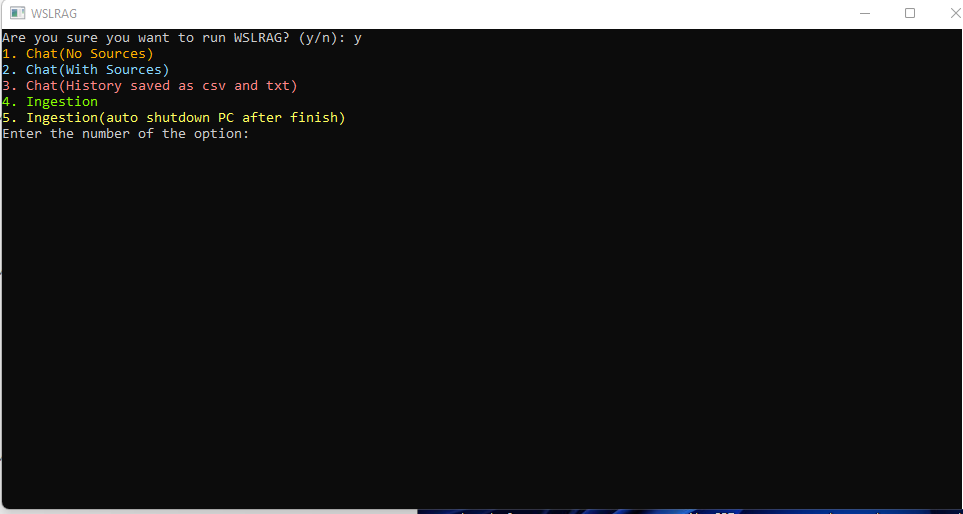 WSLRAG
Are you sure you want to run WSLRAG? (y/n): y
1. Chat(No Sources)
2. Chat(With Sources)
3. Chat(History saved as csv and txt)
4. Ingestion
5. Ingestion(auto shutdown PC after finish)
Enter the number of the option: